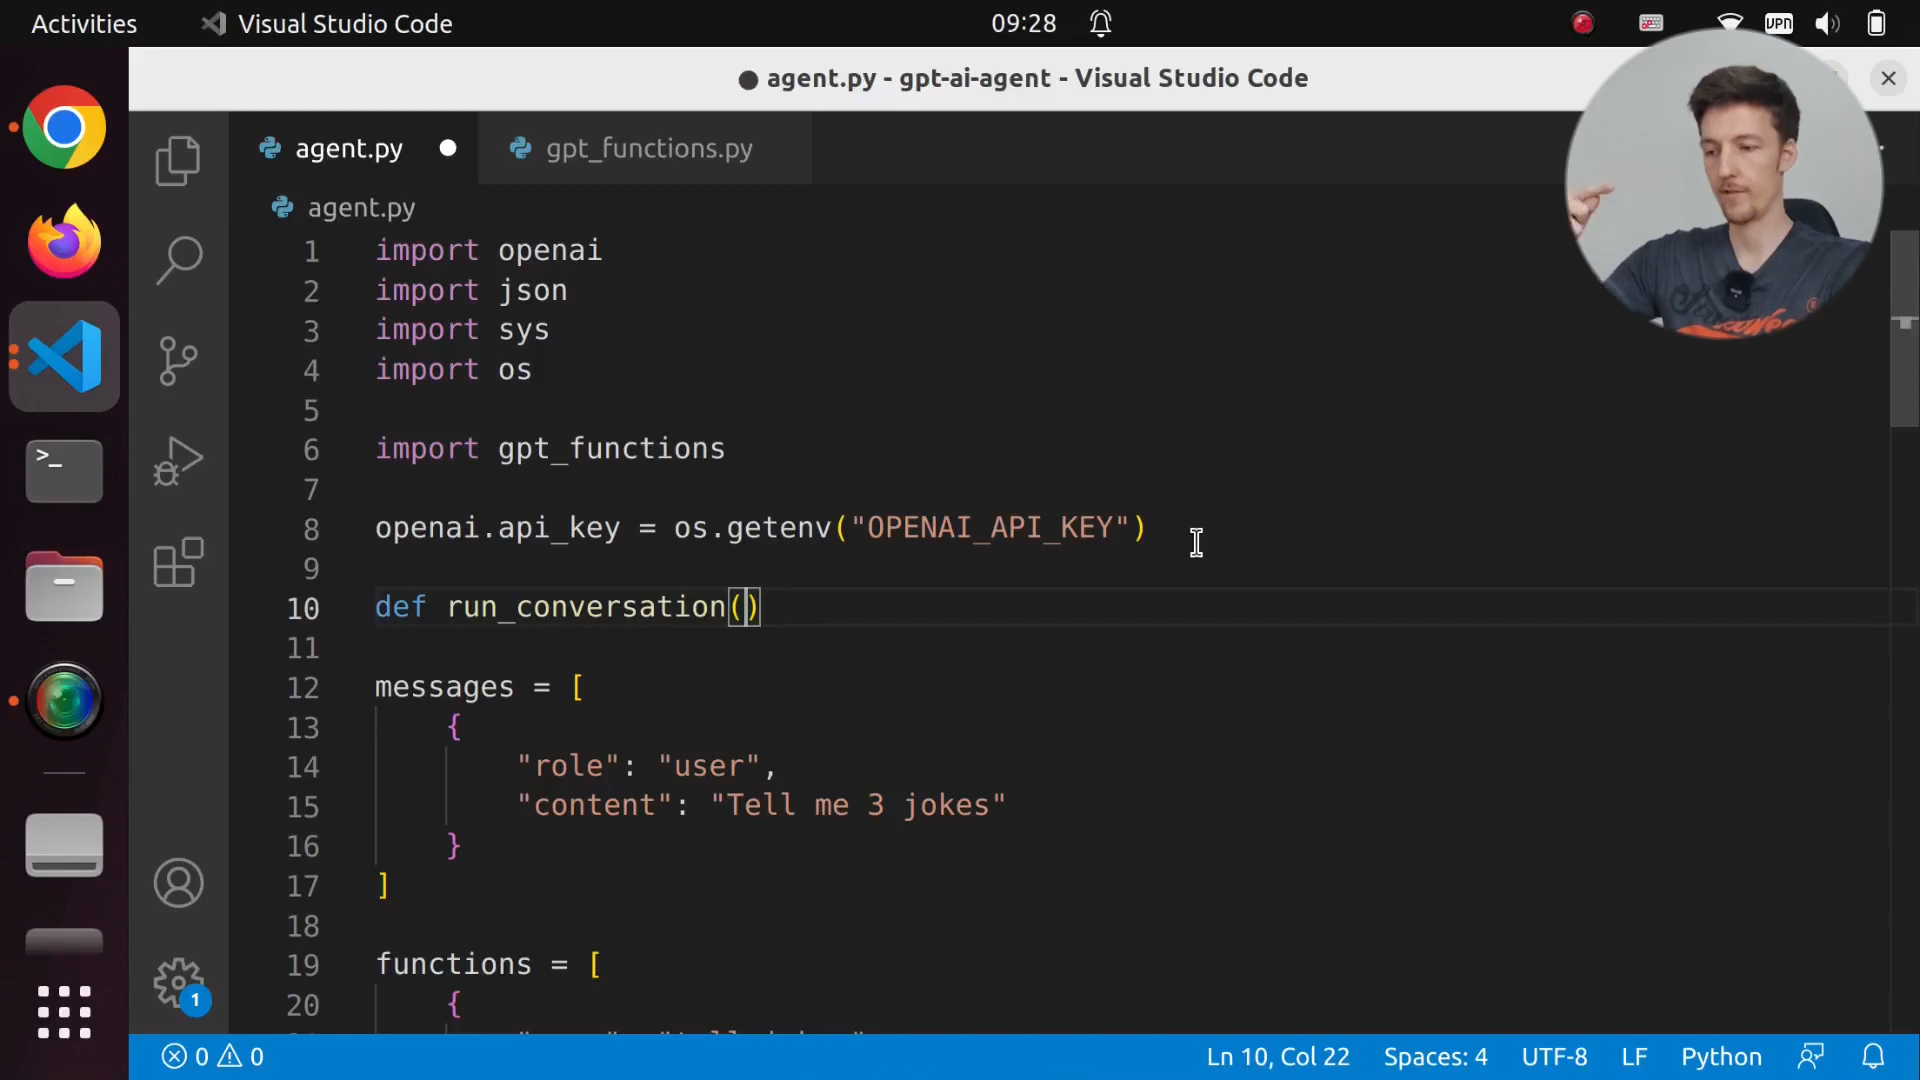 Activities
Visual Studio Code
09:28
VPN
● agent.py - gpt-ai-agent - Visual Studio Code
agent.py
gpt_functions.py
agent.py
1 import openai
2 import json
3 import sys
4 import os
5
6 import gpt_functions
7
8 openai.api_key = os.getenv("OPENAI_API_KEY")
9
10 def run_conversation()
11
12 messages = [
13 {
14 "role": "user",
15 "content": "Tell me 3 jokes"
16 }
17 ]
18
19 functions = [
20 {
1
0 0
Ln 10, Col 22
Spaces: 4
UTF-8
LF
Python